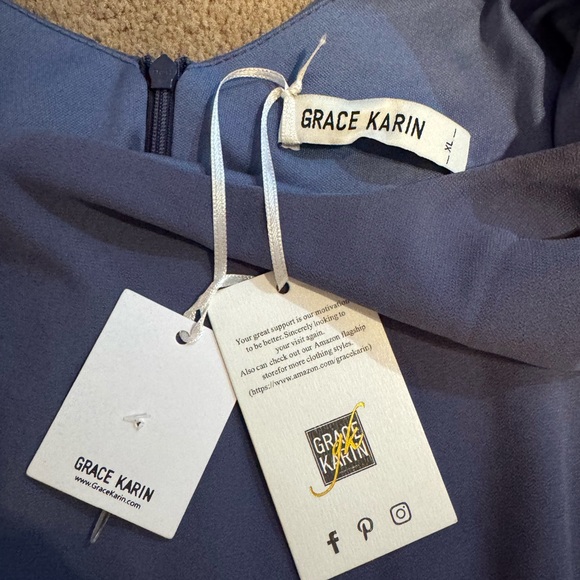 GRACE KARIN
— XL —
Your great support is our motivation
to be better. Sincerely looking to
your visit again.
Also can check out our Amazon flagship
storefor more clothing styles.
(https://www.amazon.com/gracekarin)
GRACE
KARIN
GRACE KARIN
www.GraceKarin.com